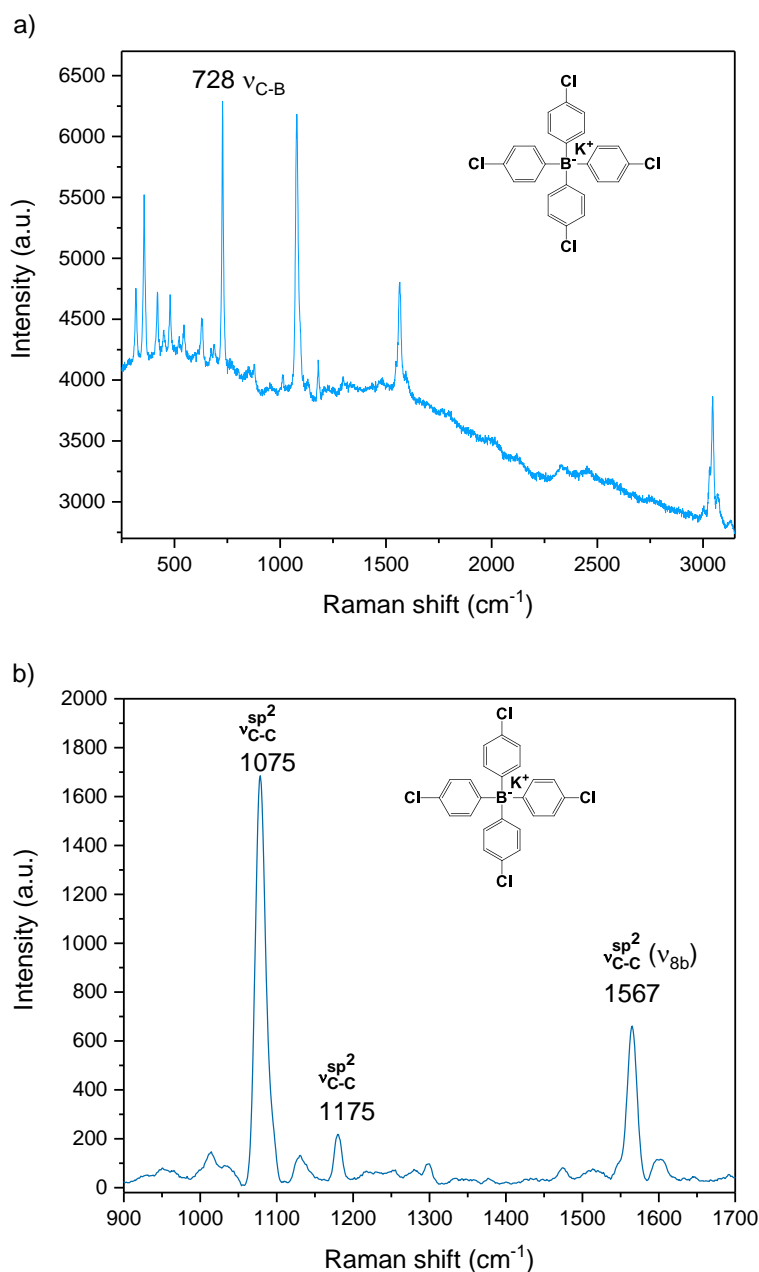 a)
6500
6000
5500
5000
4500
4000
3500
3000
Intensity (a.u.)
728 νC-B
Cl
Cl B- K+ Cl
Cl
500 1000 1500 2000 2500 3000
Raman shift (cm-1)
b)
2000
1800
1600
1400
1200
1000
800
600
400
200
0
Intensity (a.u.)
νC-C sp2
1075
Cl
Cl B- K+ Cl
Cl
νC-C sp2 (ν8b)
1567
νC-C sp2
1175
900 1000 1100 1200 1300 1400 1500 1600 1700
Raman shift (cm-1)